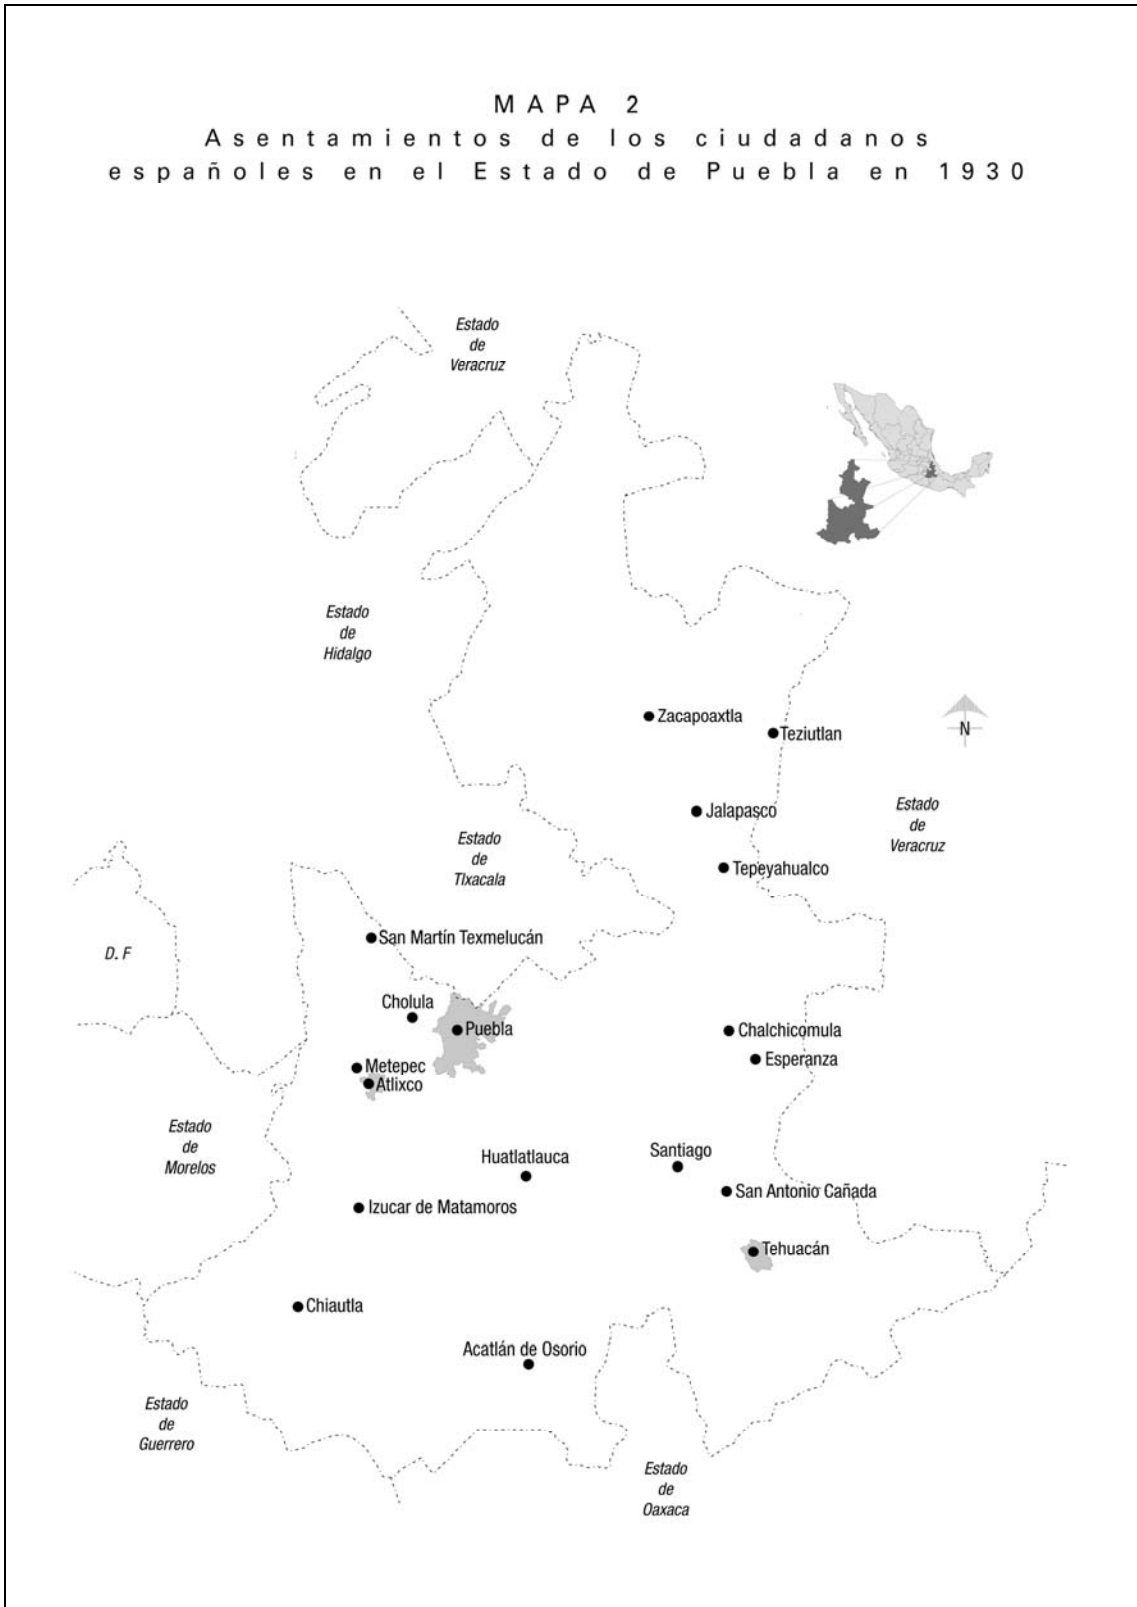 MAPA 2
Asentamientos de los ciudadanos
españoles en el Estado de Puebla en 1930
Estado
de
Veracruz
Estado
de
Hidalgo
Zacapoaxtla
Teziutlan
N
Jalapasco
Estado
de
Veracruz
Estado
de
Tlxacala
Tepeyahualco
San Martín Texmelucán
D.F
Cholula
Puebla
Chalchicomula
Esperanza
Metepec
Atlixco
Estado
de
Morelos
Huatlatlauca
Santiago
San Antonio Cañada
Izucar de Matamoros
Tehuacán
Chiautla
Acatlán de Osorio
Estado
de
Guerrero
Estado
de
Oaxaca